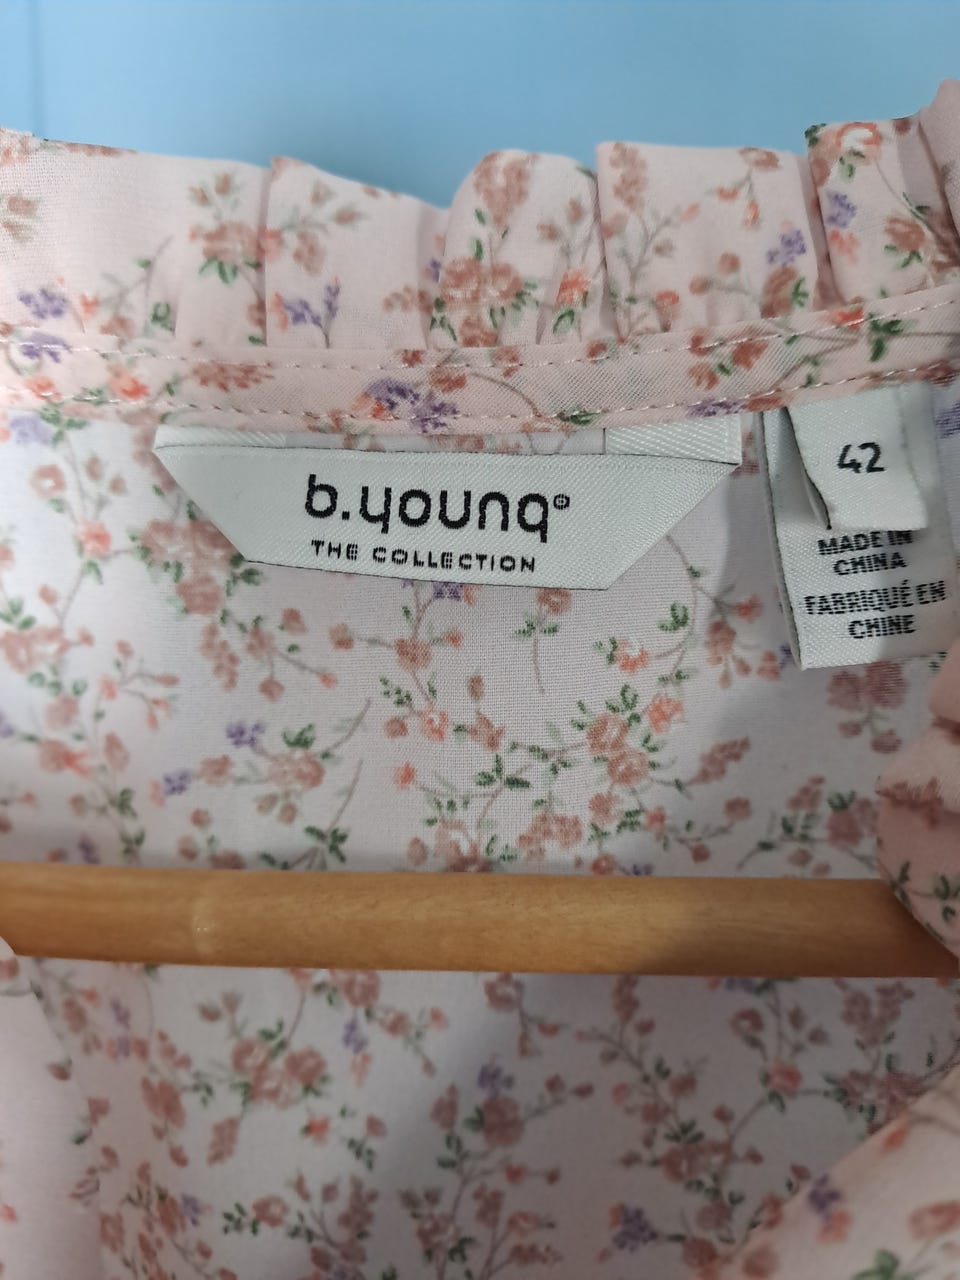 b.young®
THE COLLECTION
42
MADE IN
CHINA
FABRIQUÉ EN
CHINE